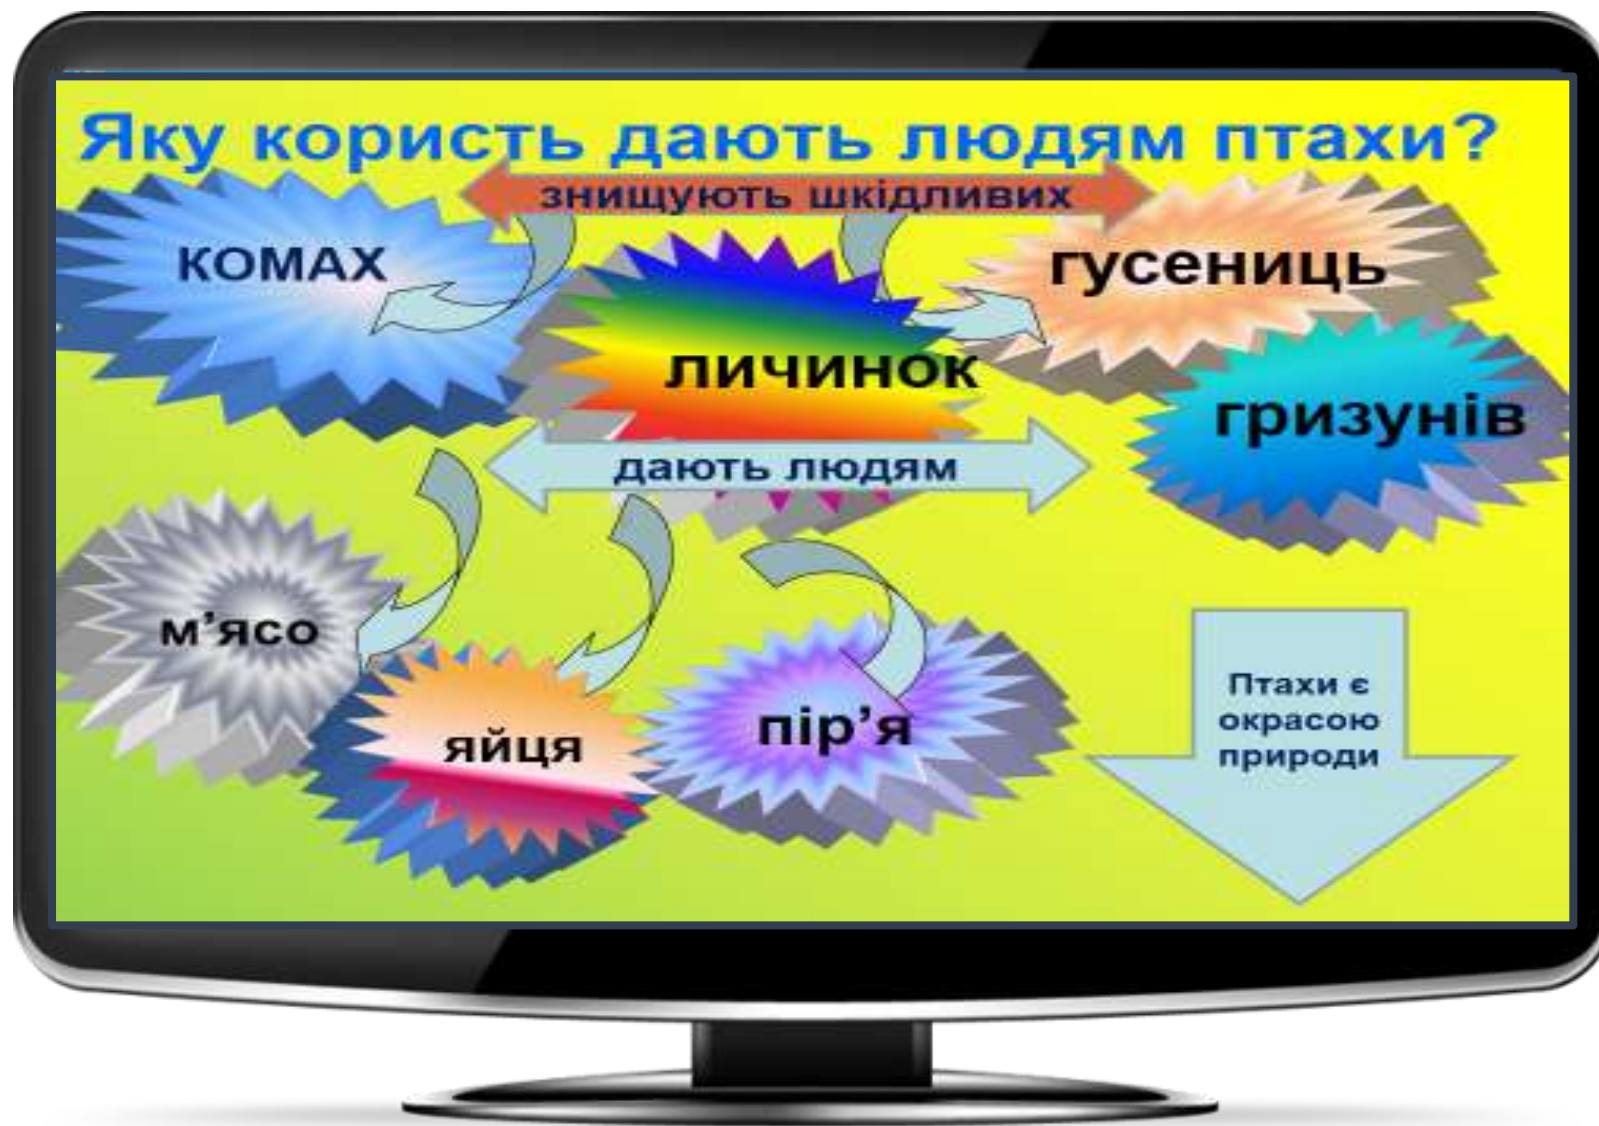 Яку користь дають людям птахи?
знищують шкідливих
комах
гусениць
личинок
гризунів
дають людям
м’ясо
яйця
пір’я
Птахи є
окрасою
природи